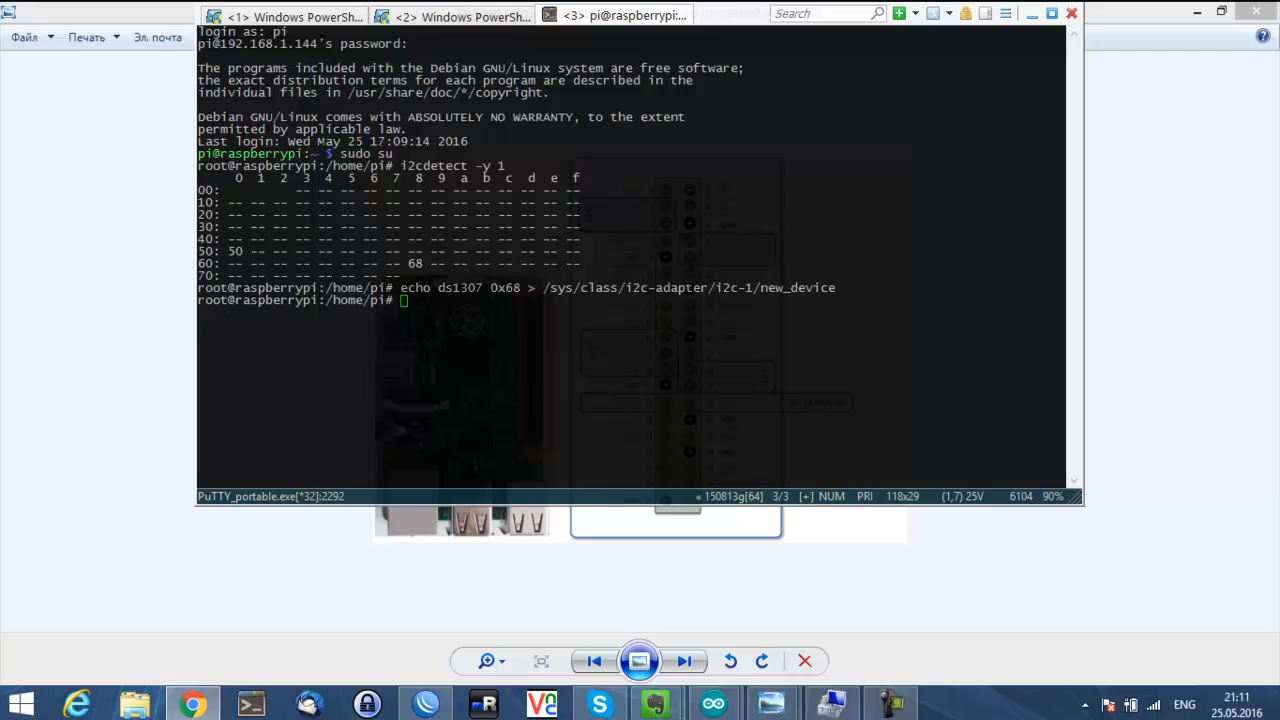 <1> Windows PowerSh...
<2> Windows PowerSh...
<3> pi@raspberrypi:...
Search
Файл
Печать
Эл. почта
login as: pi
pi@192.168.1.144's password:
The programs included with the Debian GNU/Linux system are free software;
the exact distribution terms for each program are described in the
individual files in /usr/share/doc/*/copyright.
Debian GNU/Linux comes with ABSOLUTELY NO WARRANTY, to the extent
permitted by applicable law.
Last login: Wed May 25 17:09:14 2016
pi@raspberrypi:~ $ sudo su
root@raspberrypi:/home/pi# i2cdetect -y 1
0 1 2 3 4 5 6 7 8 9 a b c d e f
00: -- -- -- -- -- -- -- -- -- -- -- -- --
10: -- -- -- -- -- -- -- -- -- -- -- -- -- -- -- --
20: -- -- -- -- -- -- -- -- -- -- -- -- -- -- -- --
30: -- -- -- -- -- -- -- -- -- -- -- -- -- -- -- --
40: -- -- -- -- -- -- -- -- -- -- -- -- -- -- -- --
50: 50 -- -- -- -- -- -- -- -- -- -- -- -- -- -- --
60: -- -- -- -- -- -- -- -- 68 -- -- -- -- -- -- --
70: -- -- -- -- -- -- -- --
root@raspberrypi:/home/pi# echo ds1307 0x68 > /sys/class/i2c-adapter/i2c-1/new_device
root@raspberrypi:/home/pi#
PuTTY_portable.exe[*32]:2292
« 150813g[64] 3/3 [+] NUM PRI 118x29 (1,7) 25V 6104 90%
ENG
21:11
25.05.2016